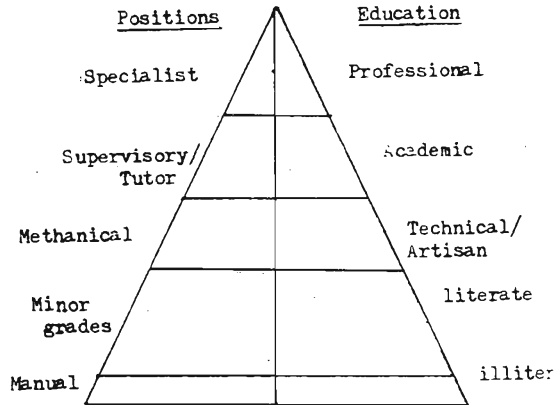 Positions Education
Specialist Professional
Supervisory/ Academic
Tutor
Methanical Technical/
Artisan
Minor literate
grades
Manual illiter